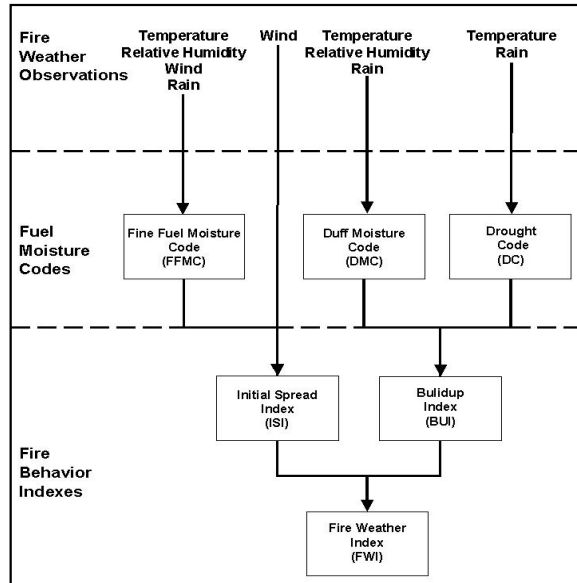 Fire
Weather
Observations
Temperature
Relative Humidity
Wind
Rain
Wind
Temperature
Relative Humidity
Rain
Temperature
Rain
Fuel
Moisture
Codes
Fine Fuel Moisture
Code
(FFMC)
Duff Moisture
Code
(DMC)
Drought
Code
(DC)
Fire
Behavior
Indexes
Initial Spread
Index
(ISI)
Bulidup
Index
(BUI)
Fire Weather
Index
(FWI)